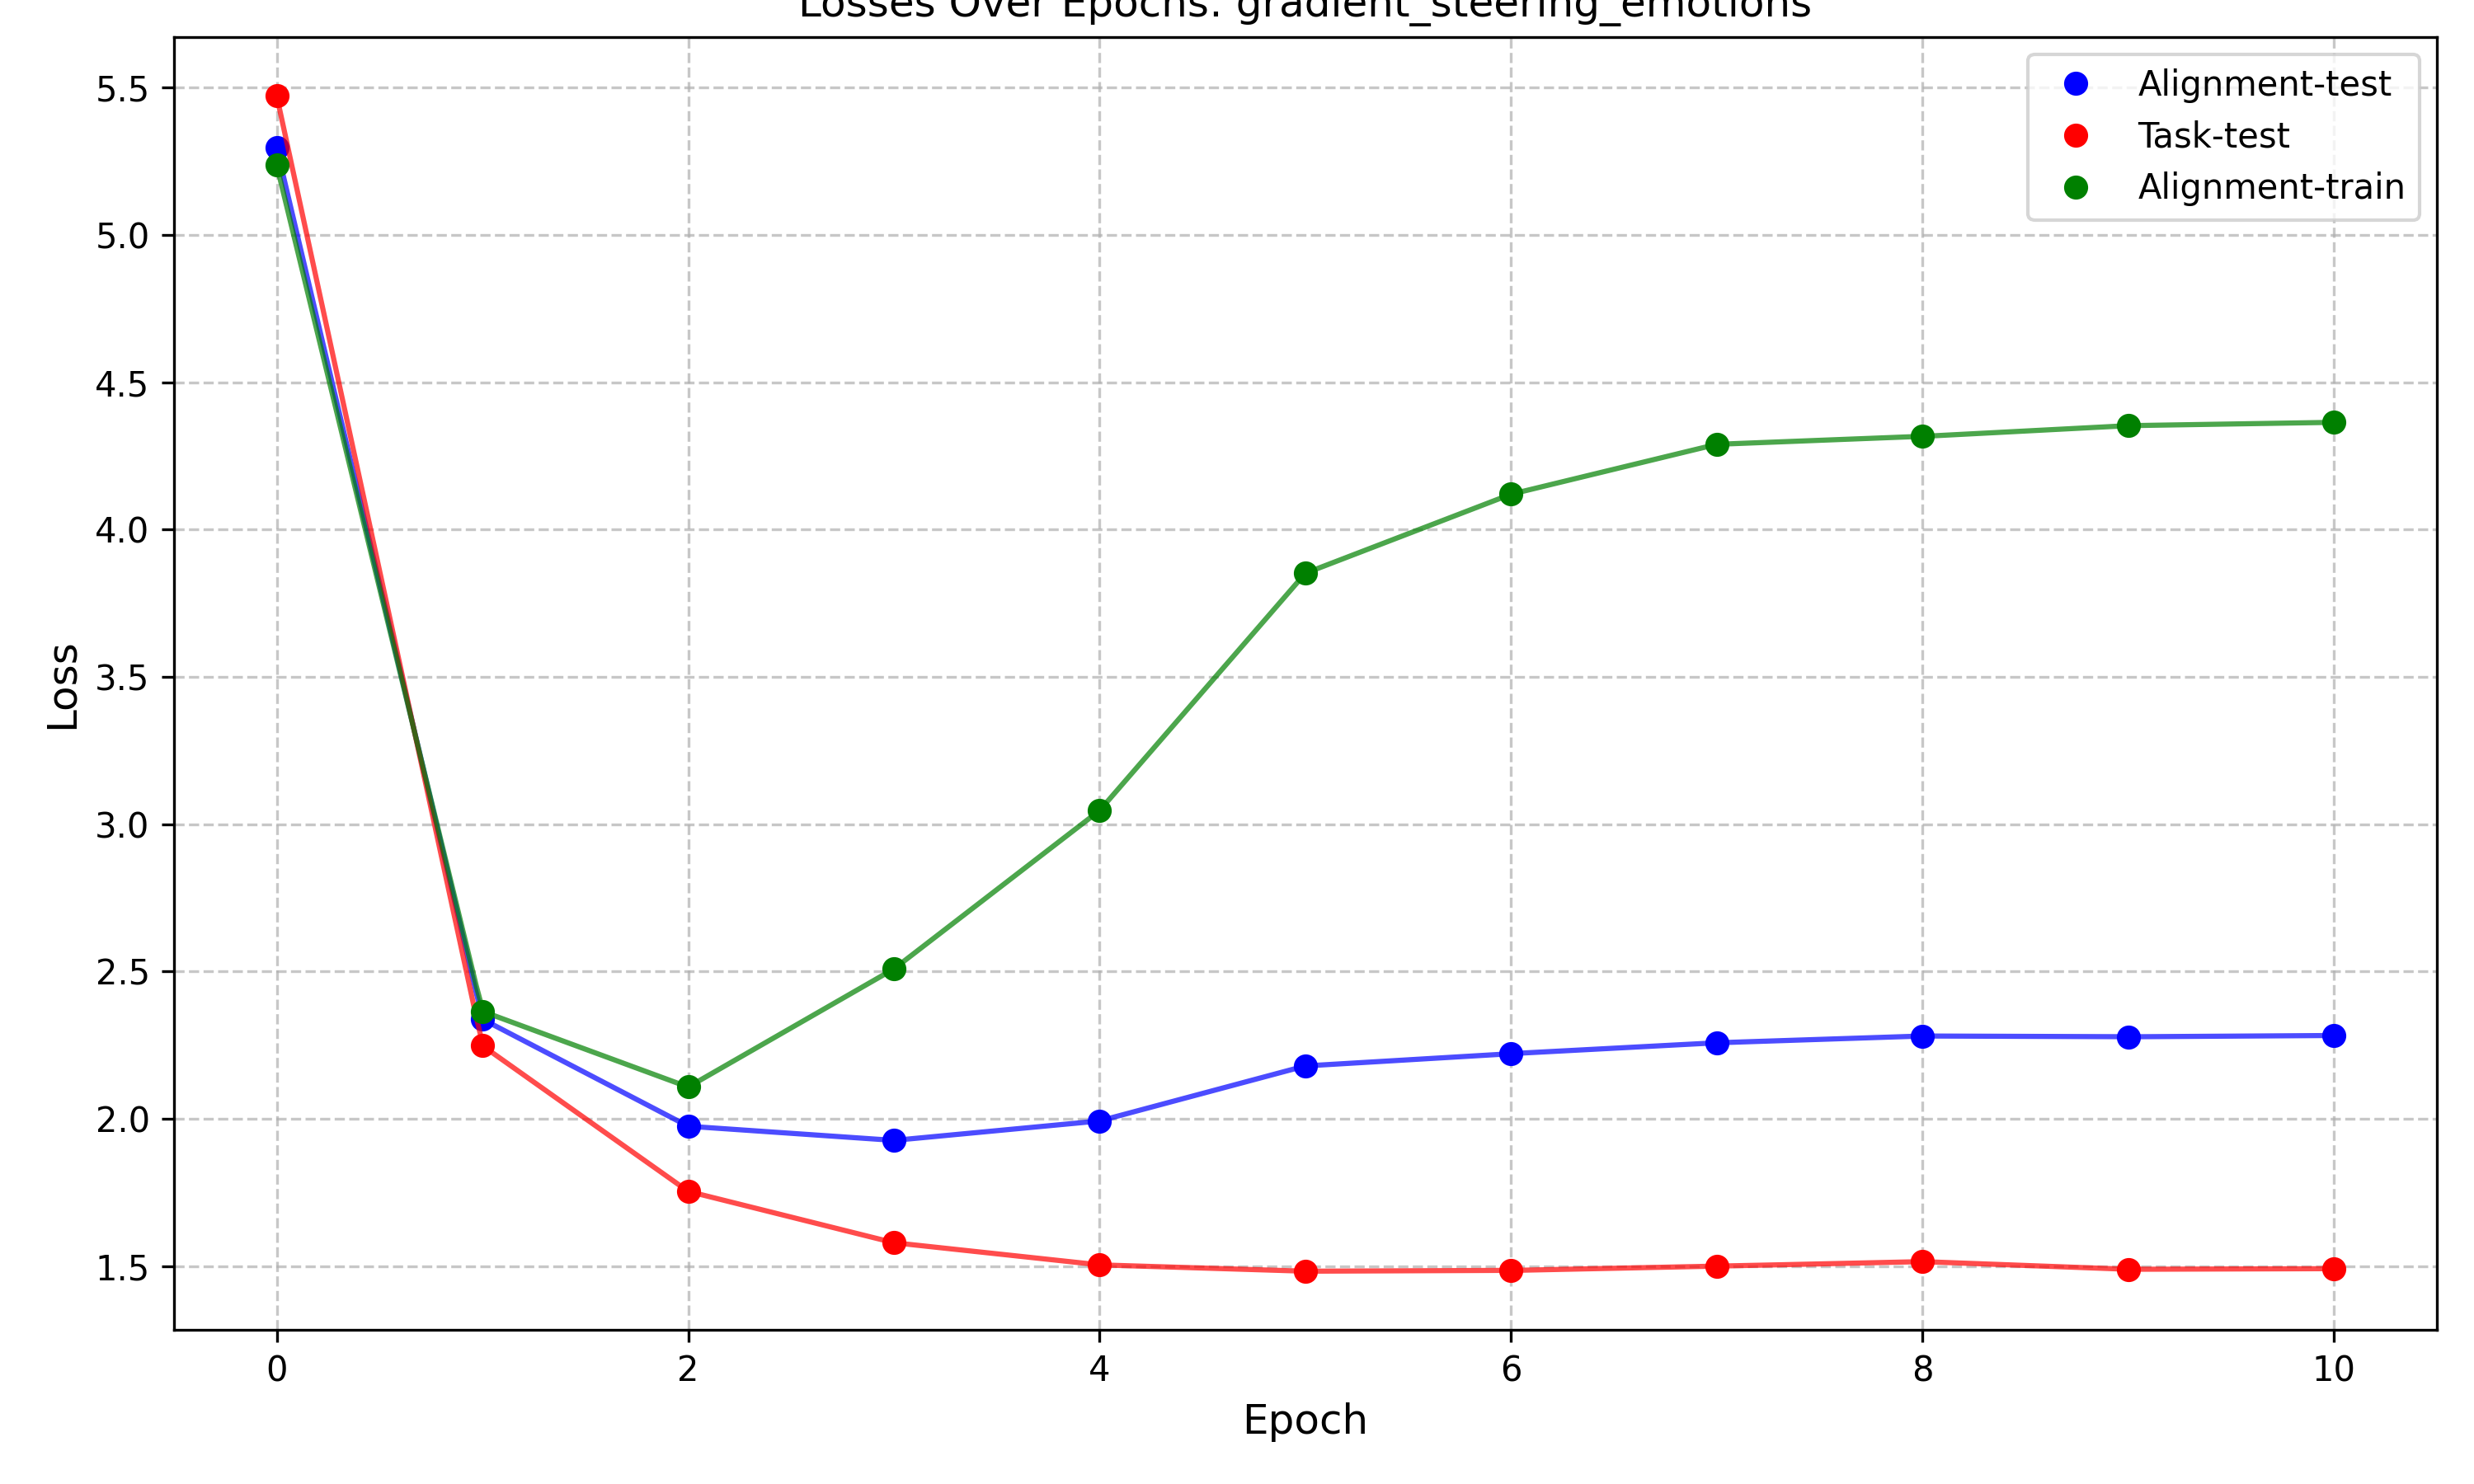 Losses Over Epochs: gradient_steering_emotions
Alignment-test
Task-test
Alignment-train
5.5
5.0
4.5
4.0
3.5
3.0
2.5
2.0
1.5
Loss
0 2 4 6 8 10
Epoch